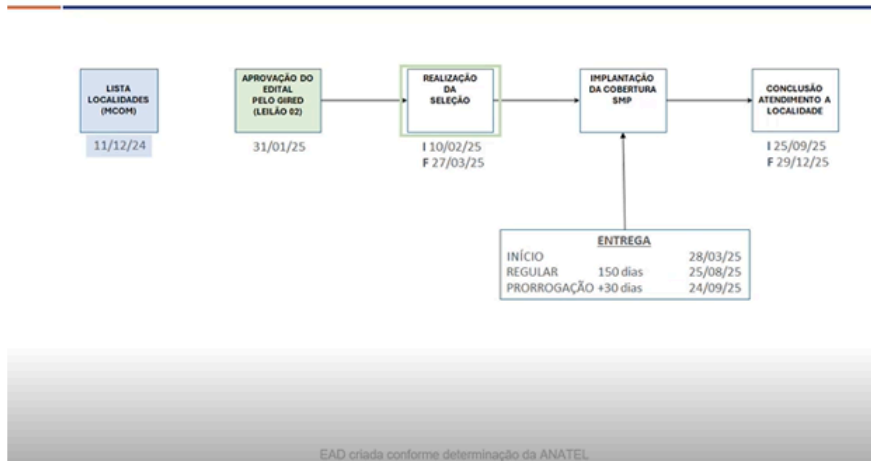 LISTA
LOCALIDADES
(MCOM)
11/12/24
APROVAÇÃO DO
EDITAL
PELO GIRED
(LEILÃO 02)
31/01/25
REALIZAÇÃO
DA
SELEÇÃO
I 10/02/25
F 27/03/25
IMPLANTAÇÃO
DA COBERTURA
SMP
CONCLUSÃO
ATENDIMENTO A
LOCALIDADE
I 25/09/25
F 29/12/25
ENTREGA
INÍCIO 28/03/25
REGULAR 150 dias 25/08/25
PRORROGAÇÃO +30 dias 24/09/25
EAD criada conforme determinação da ANATEL